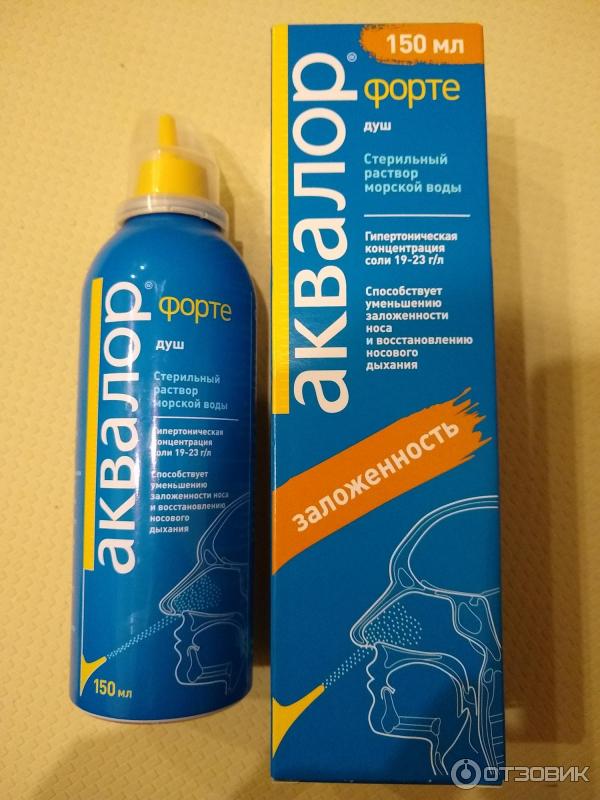 аквалор®
форте
душ
Стерильный
раствор
морской воды
Гипертоническая
концентрация
соли 19-23 г/л
Способствует
уменьшению
заложенности носа
и восстановлению
носового
дыхания
150 мл
150 мл
аквалор®
форте
душ
Стерильный
раствор
морской воды
Гипертоническая
концентрация
соли 19-23 г/л
Способствует
уменьшению
заложенности
носа
и восстановлению
носового
дыхания
заложенность
ОТЗОВИК